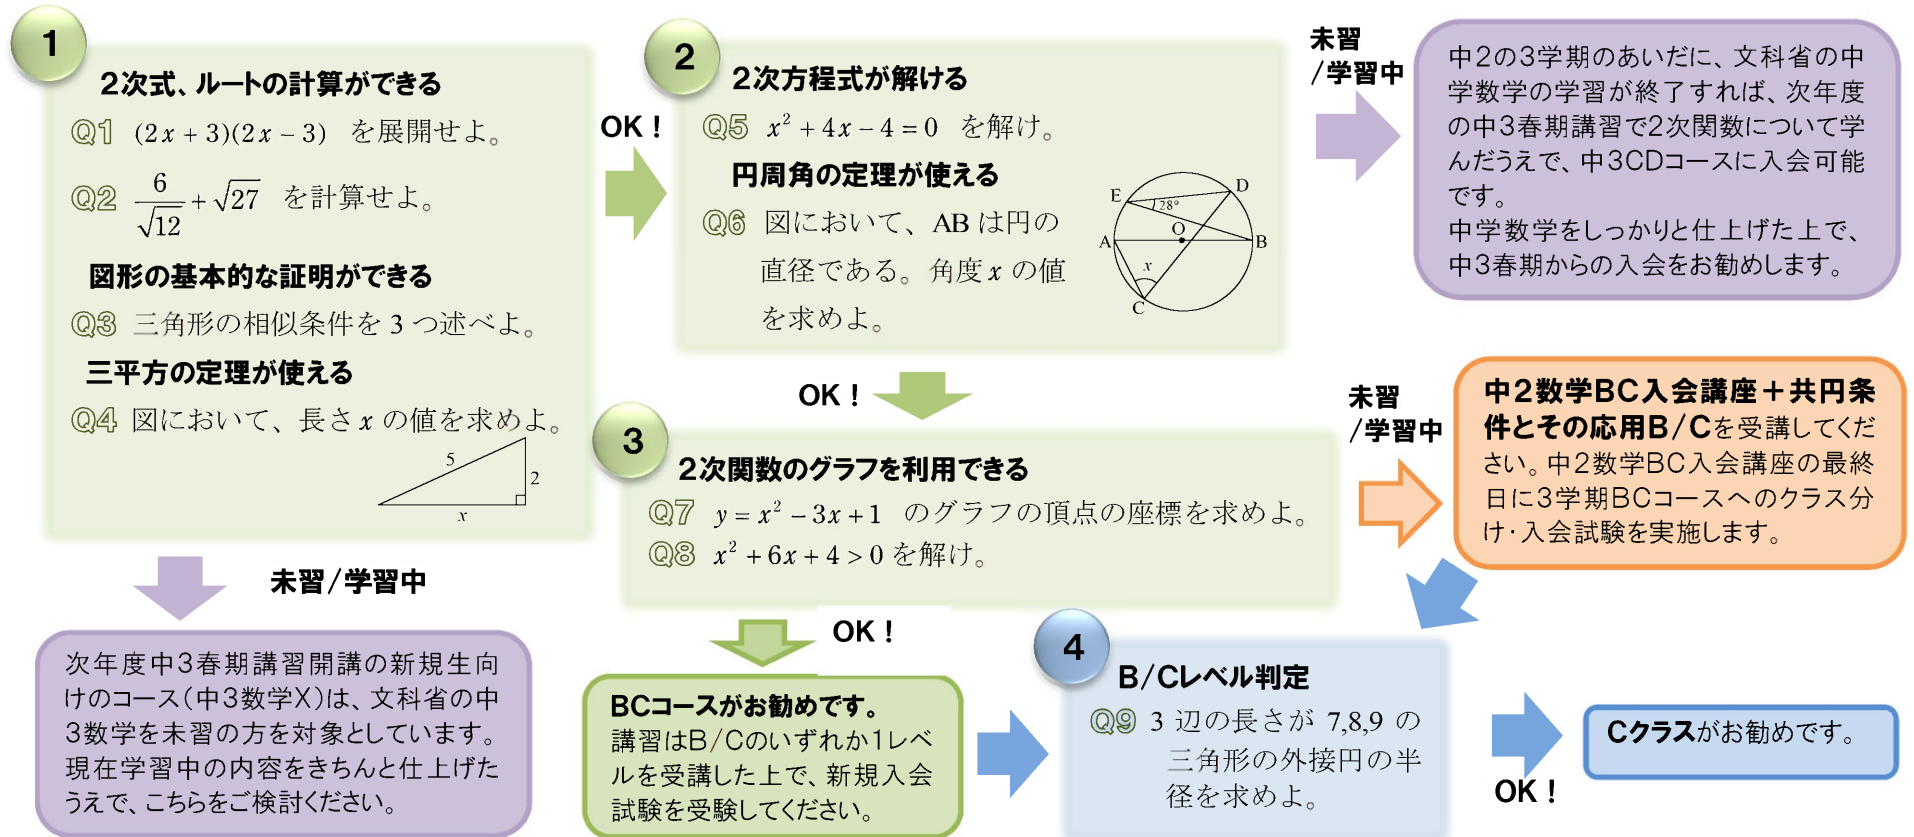 1
2次式、ルートの計算ができる
Q1 (2x+3)(2x−3) を展開せよ。
Q2 6/√12 + √27 を計算せよ。
図形の基本的な証明ができる
Q3 三角形の相似条件を3つ述べよ。
三平方の定理が使える
Q4 図において、長さ x の値を求めよ。
5
2
x
未習/学習中
次年度中3春期講習開講の新規生向
けのコース(中3数学X)は、文科省の中
3数学を未習の方を対象としています。
現在学習中の内容をきちんと仕上げた
うえで、こちらをご検討ください。
OK!
2
2次方程式が解ける
Q5 x²+4x−4=0 を解け。
円周角の定理が使える
Q6 図において、ABは円の
直径である。角度 x の値
を求めよ。
E
D
28°
O
A
B
x
C
未習
/学習中
中2の3学期のあいだに、文科省の中
学数学の学習が終了すれば、次年度
の中3春期講習で2次関数について学
んだうえで、中3CDコースに入会可能
です。
中学数学をしっかりと仕上げた上で、
中3春期からの入会をお勧めします。
OK!
3
2次関数のグラフを利用できる
Q7 y=x²−3x+1 のグラフの頂点の座標を求めよ。
Q8 x²+6x+4>0を解け。
未習
/学習中
中2数学BC入会講座+共円条
件とその応用B/Cを受講してくだ
さい。中2数学BC入会講座の最終
日に3学期BCコースへのクラス分
け・入会試験を実施します。
OK!
BCコースがお勧めです。
講習はB/Cのいずれか1レベ
ルを受講した上で、新規入会
試験を受験してください。
4
B/Cレベル判定
Q9 3辺の長さが 7,8,9 の
三角形の外接円の半
径を求めよ。
OK!
Cクラスがお勧めです。